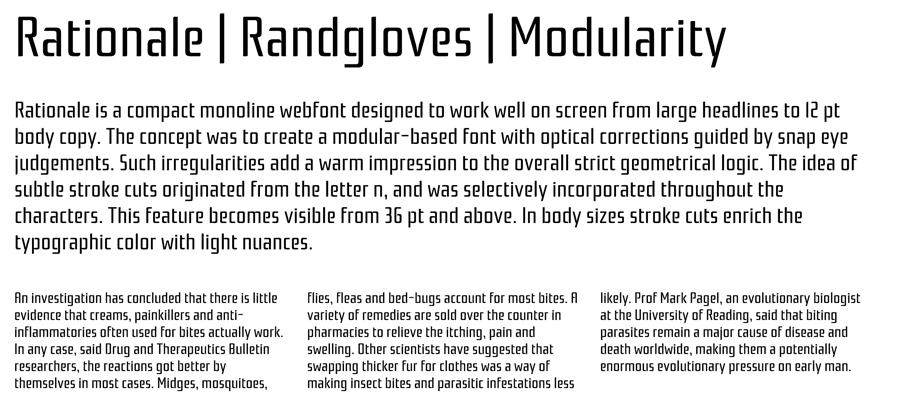 Rationale | Randgloves | Modularity
Rationale is a compact monoline webfont designed to work well on screen from large headlines to 12 pt
body copy. The concept was to create a modular-based font with optical corrections guided by snap eye
judgements. Such irregularities add a warm impression to the overall strict geometrical logic. The idea of
subtle stroke cuts originated from the letter n, and was selectively incorporated throughout the
characters. This feature becomes visible from 36 pt and above. In body sizes stroke cuts enrich the
typographic color with light nuances.
An investigation has concluded that there is little
evidence that creams, painkillers and anti-
inflammatories often used for bites actually work.
In any case, said Drug and Therapeutics Bulletin
researchers, the reactions got better by
themselves in most cases. Midges, mosquitoes,
flies, fleas and bed-bugs account for most bites. A
variety of remedies are sold over the counter in
pharmacies to relieve the itching, pain and
swelling. Other scientists have suggested that
swapping thicker fur for clothes was a way of
making insect bites and parasitic infestations less
likely. Prof Mark Pagel, an evolutionary biologist
at the University of Reading, said that biting
parasites remain a major cause of disease and
death worldwide, making them a potentially
enormous evolutionary pressure on early man.